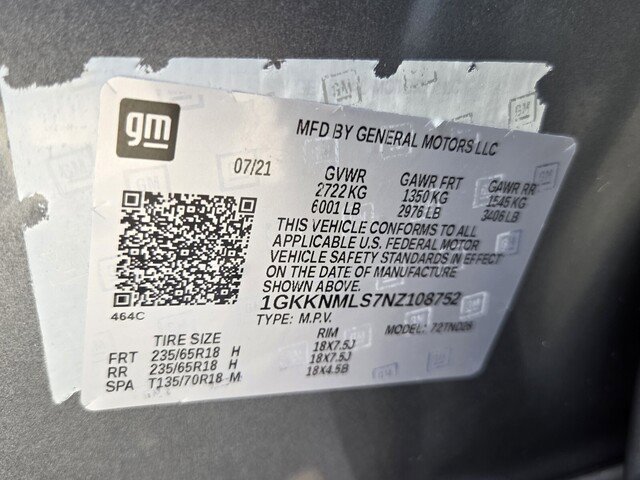 gm
MFD BY GENERAL MOTORS LLC
07/21
GVWR GAWR FRT GAWR RR
2722 KG 1350 KG 1545 KG
6001 LB 2976 LB 3406 LB
THIS VEHICLE CONFORMS TO ALL
APPLICABLE U.S. FEDERAL MOTOR
VEHICLE SAFETY STANDARDS IN EFFECT
ON THE DATE OF MANUFACTURE
SHOWN ABOVE.
1GKKNMLS7NZ108752
464C
TYPE: M.P.V. MODEL: 72TND26
TIRE SIZE RIM
FRT 235/65R18 H 18X7.5J
RR 235/65R18 H 18X7.5J
SPA T135/70R18 M 18X4.5B